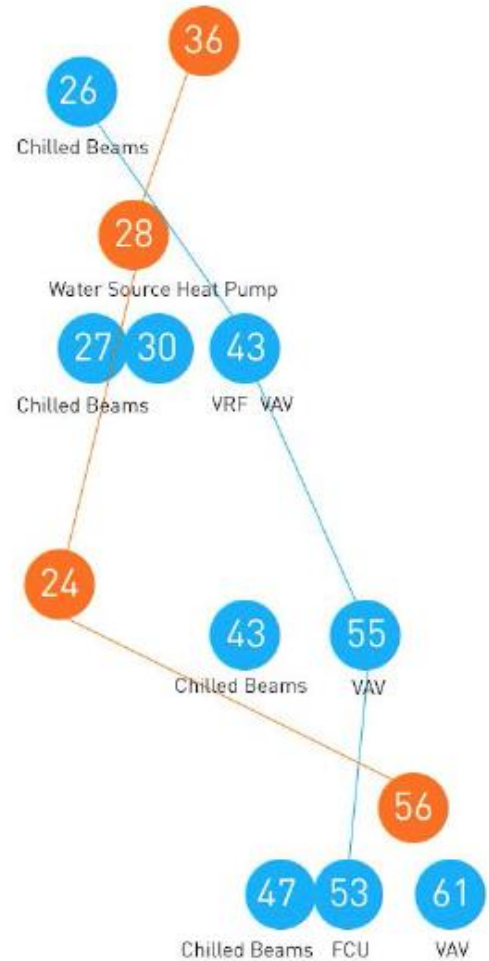 36
26
Chilled Beams
28
Water Source Heat Pump
27 30 43
Chilled Beams VRF VAV
24
43 55
Chilled Beams VAV
56
47 53 61
Chilled Beams FCU VAV